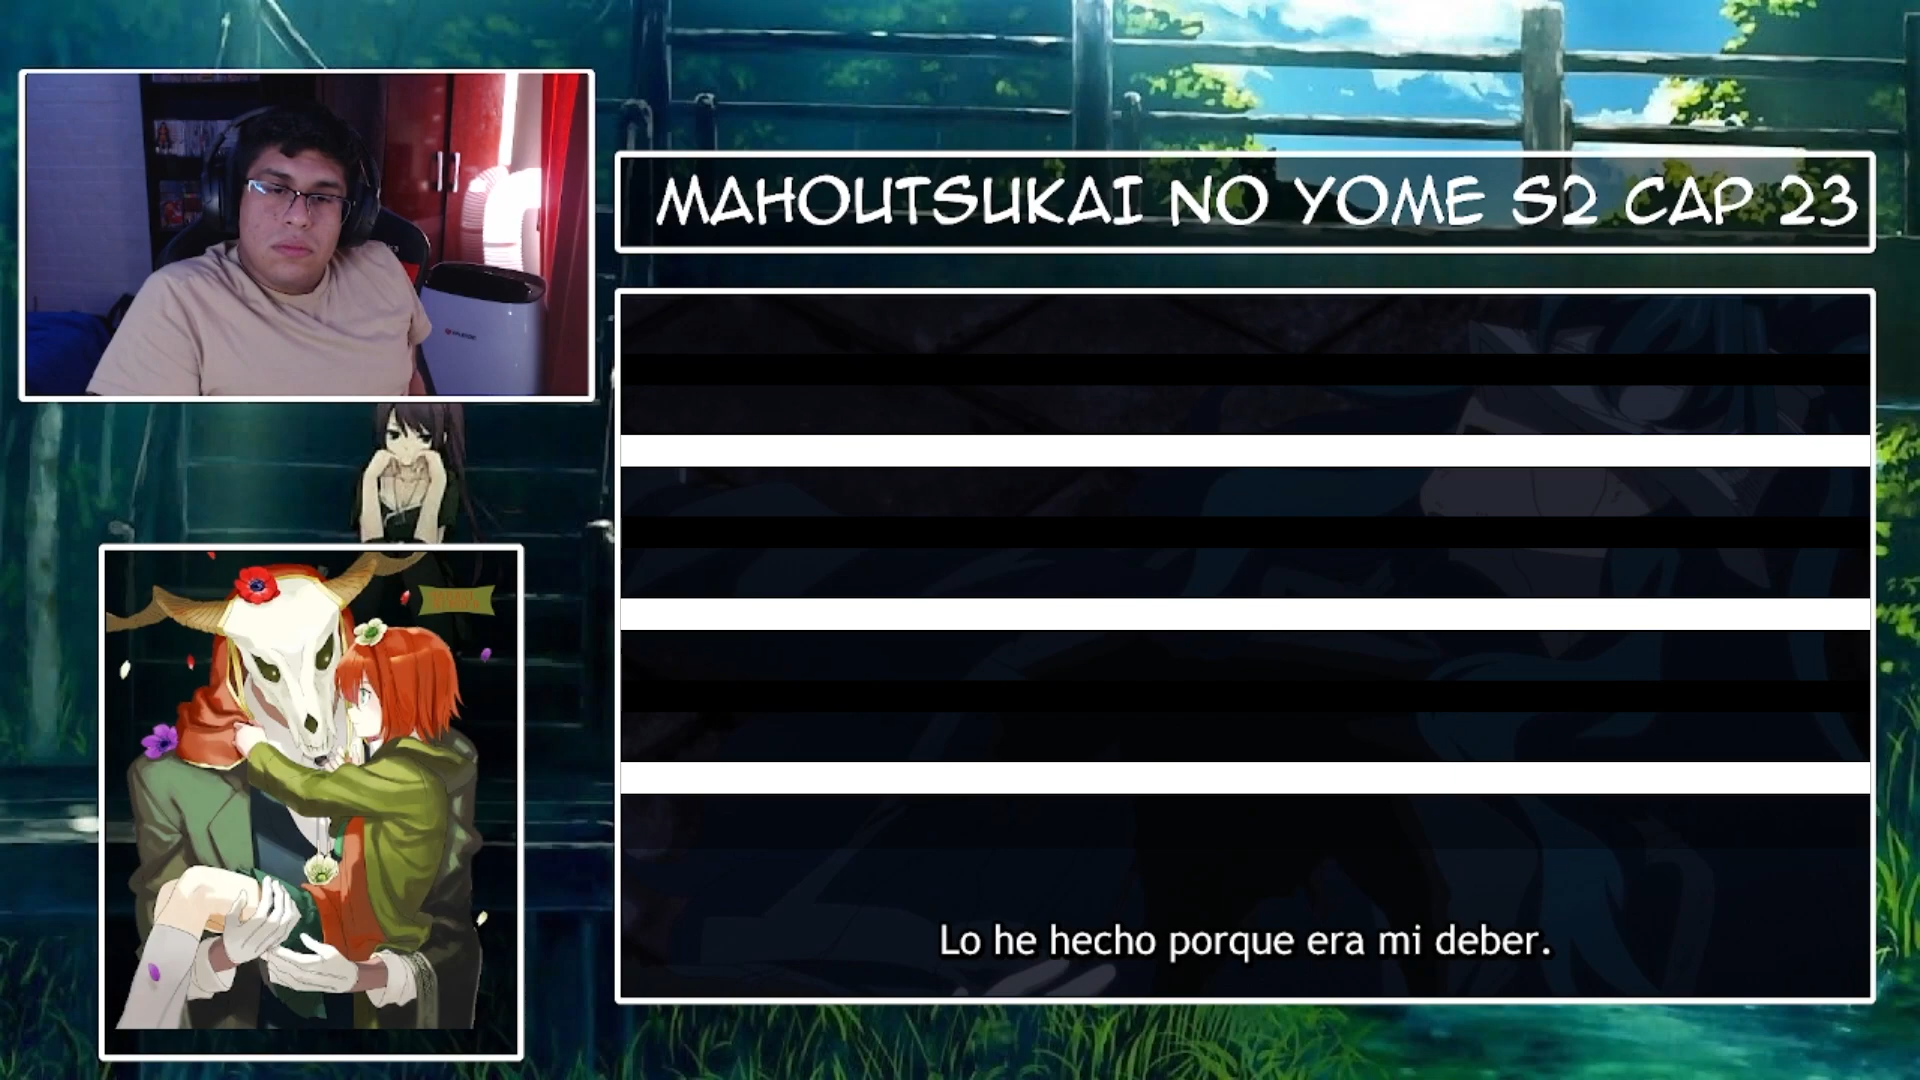 MAHOUTSUKAI NO YOME S2 CAP 23
Lo he hecho porque era mi deber.